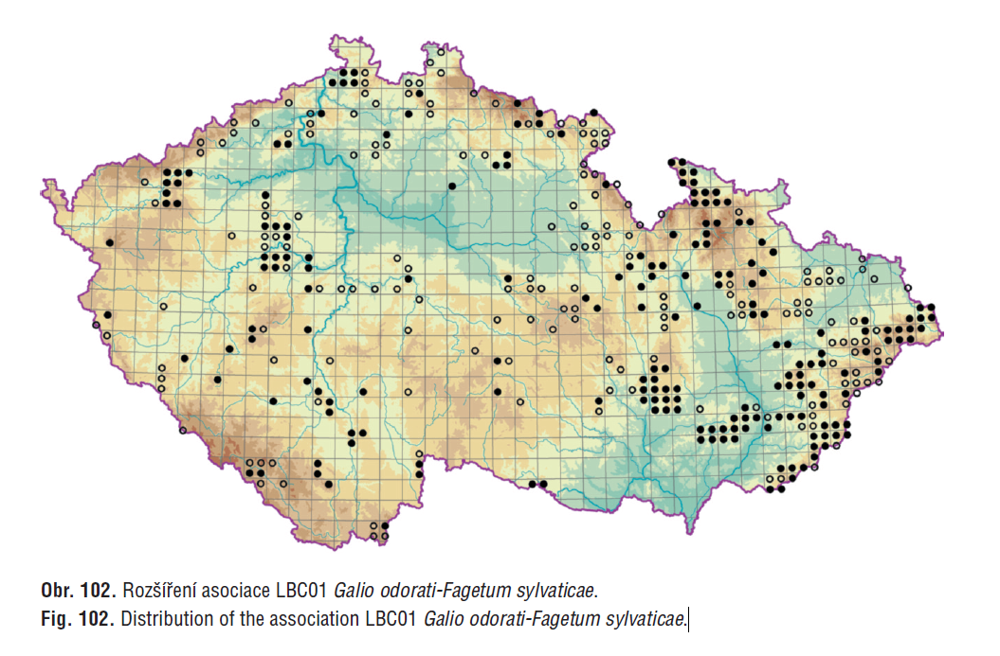 Obr. 102. Rozšíření asociace LBC01 Galio odorati-Fagetum sylvaticae.
Fig. 102. Distribution of the association LBC01 Galio odorati-Fagetum sylvaticae.